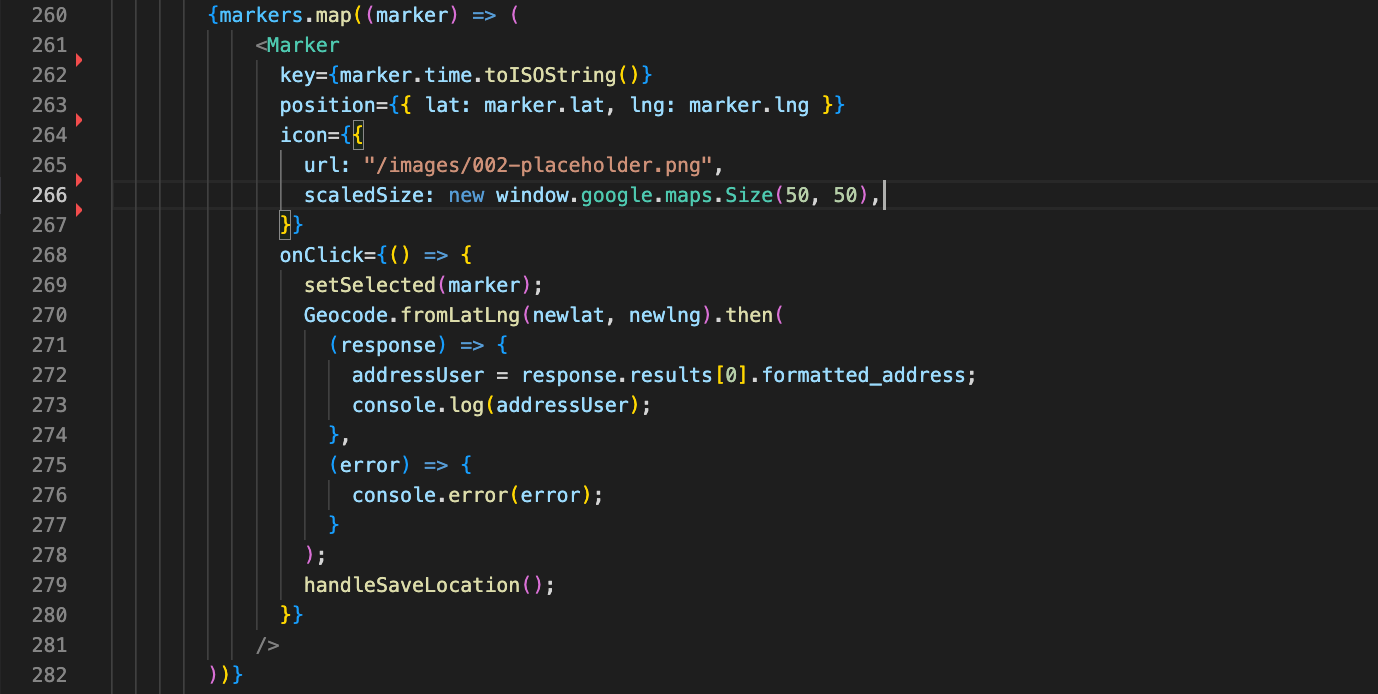 260 {markers.map((marker) => (
261 <Marker
262 key={marker.time.toISOString()}
263 position={{ lat: marker.lat, lng: marker.lng }}
264 icon={{
265 url: "/images/002-placeholder.png",
266 scaledSize: new window.google.maps.Size(50, 50),
267 }}
268 onClick={() => {
269 setSelected(marker);
270 Geocode.fromLatLng(newlat, newlng).then(
271 (response) => {
272 addressUser = response.results[0].formatted_address;
273 console.log(addressUser);
274 },
275 (error) => {
276 console.error(error);
277 }
278 );
279 handleSaveLocation();
280 }}
281 />
282 ))}